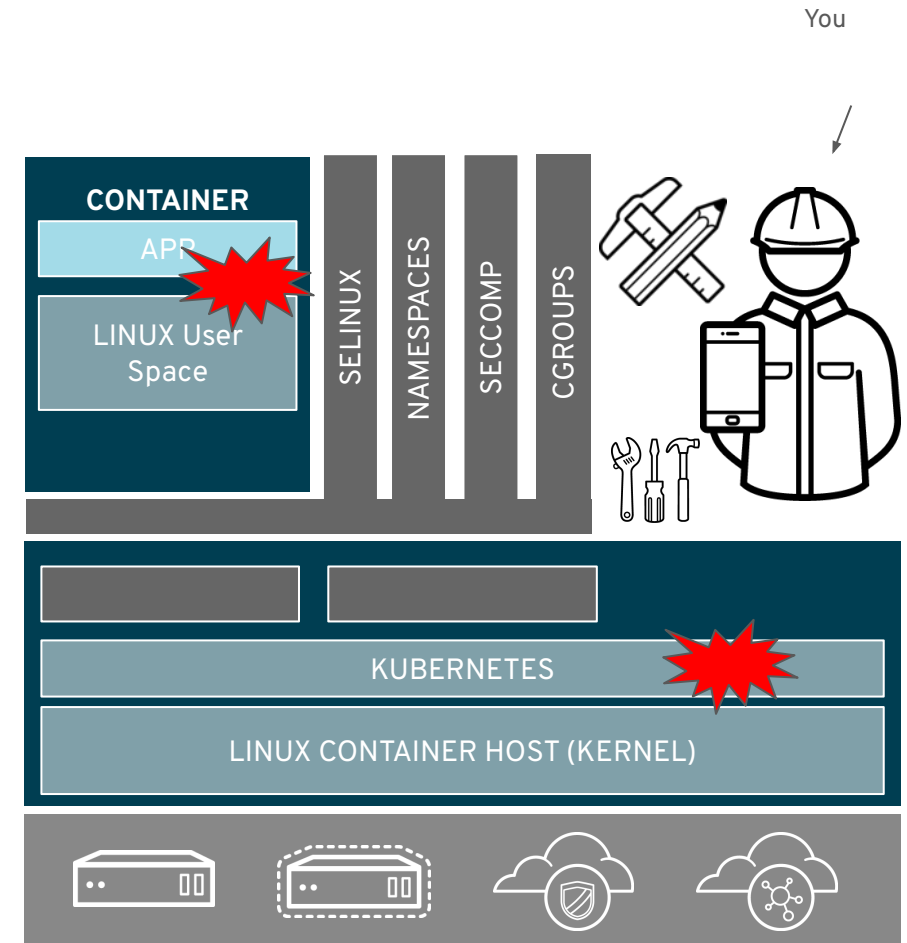 You
CONTAINER
APP
LINUX User
Space
SELINUX
NAMESPACES
SECCOMP
CGROUPS
KUBERNETES
LINUX CONTAINER HOST (KERNEL)